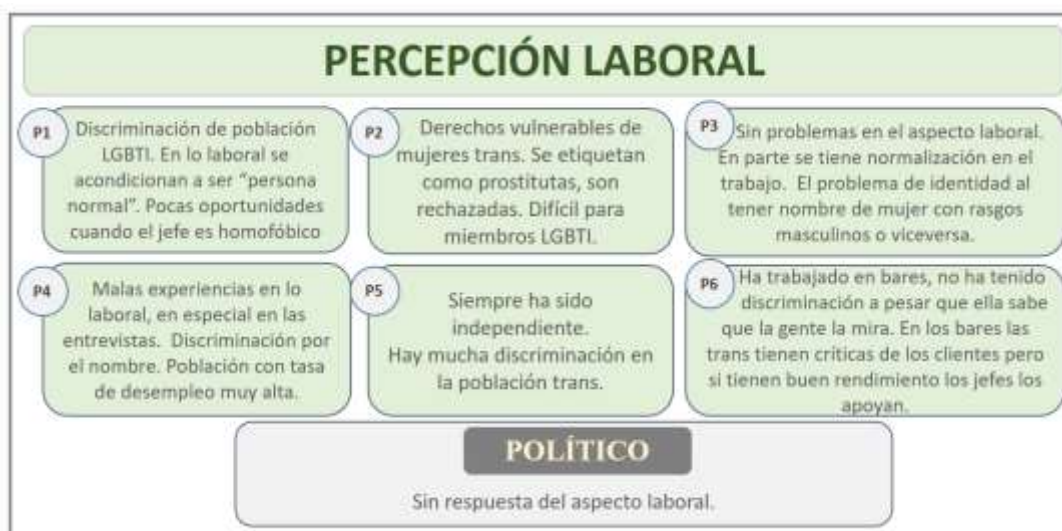 PERCEPCIÓN LABORAL
P1
Discriminación de población
LGBTI. En lo laboral se
acondicionan a ser “persona
normal”. Pocas oportunidades
cuando el jefe es homofóbico
P2
Derechos vulnerables de
mujeres trans. Se etiquetan
como prostitutas, son
rechazadas. Difícil para
miembros LGBTI.
P3
Sin problemas en el aspecto laboral.
En parte se tiene normalización en el
trabajo. El problema de identidad al
tener nombre de mujer con rasgos
masculinos o viceversa.
P4
Malas experiencias en lo
laboral, en especial en las
entrevistas. Discriminación por
el nombre. Población con tasa
de desempleo muy alta.
P5
Siempre ha sido
independiente.
Hay mucha discriminación en
la población trans.
P6
Ha trabajado en bares, no ha tenido
discriminación a pesar que ella sabe
que la gente la mira. En los bares las
trans tienen críticas de los clientes pero
si tienen buen rendimiento los jefes los
apoyan.
POLÍTICO
Sin respuesta del aspecto laboral.